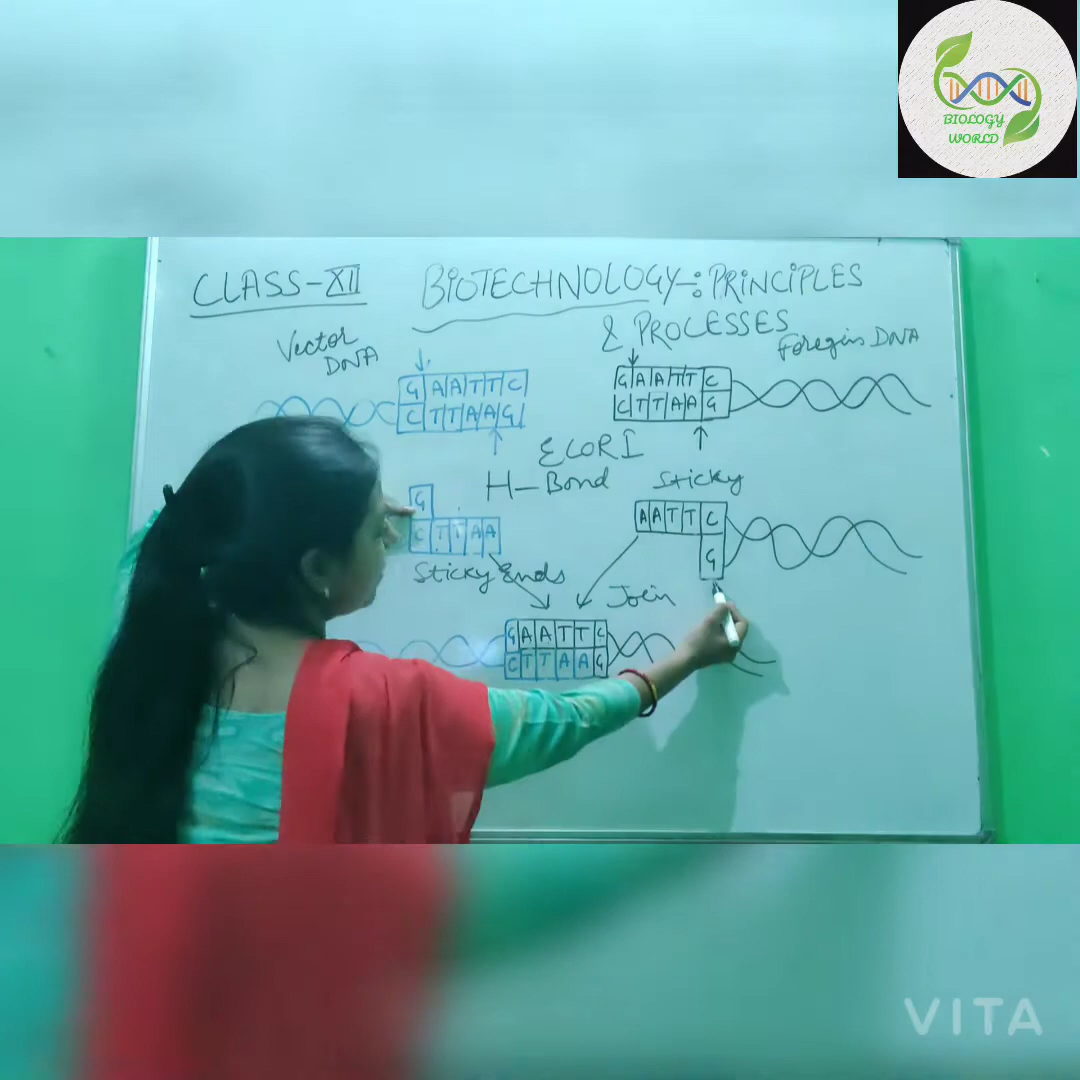 BIOLOGY
WORLD
CLASS-XII BIOTECHNOLOGY-: PRINCIPLES
& PROCESSES
Vector
DNA
Foregin DNA
G A A T T C
C T T A A G
G A A T T C
C T T A A G
ECORI
H-Bond
Sticky
G
C T T A A
A A T T C
G
Sticky Ends
Join
G A A T T C
C T T A A G
VITA